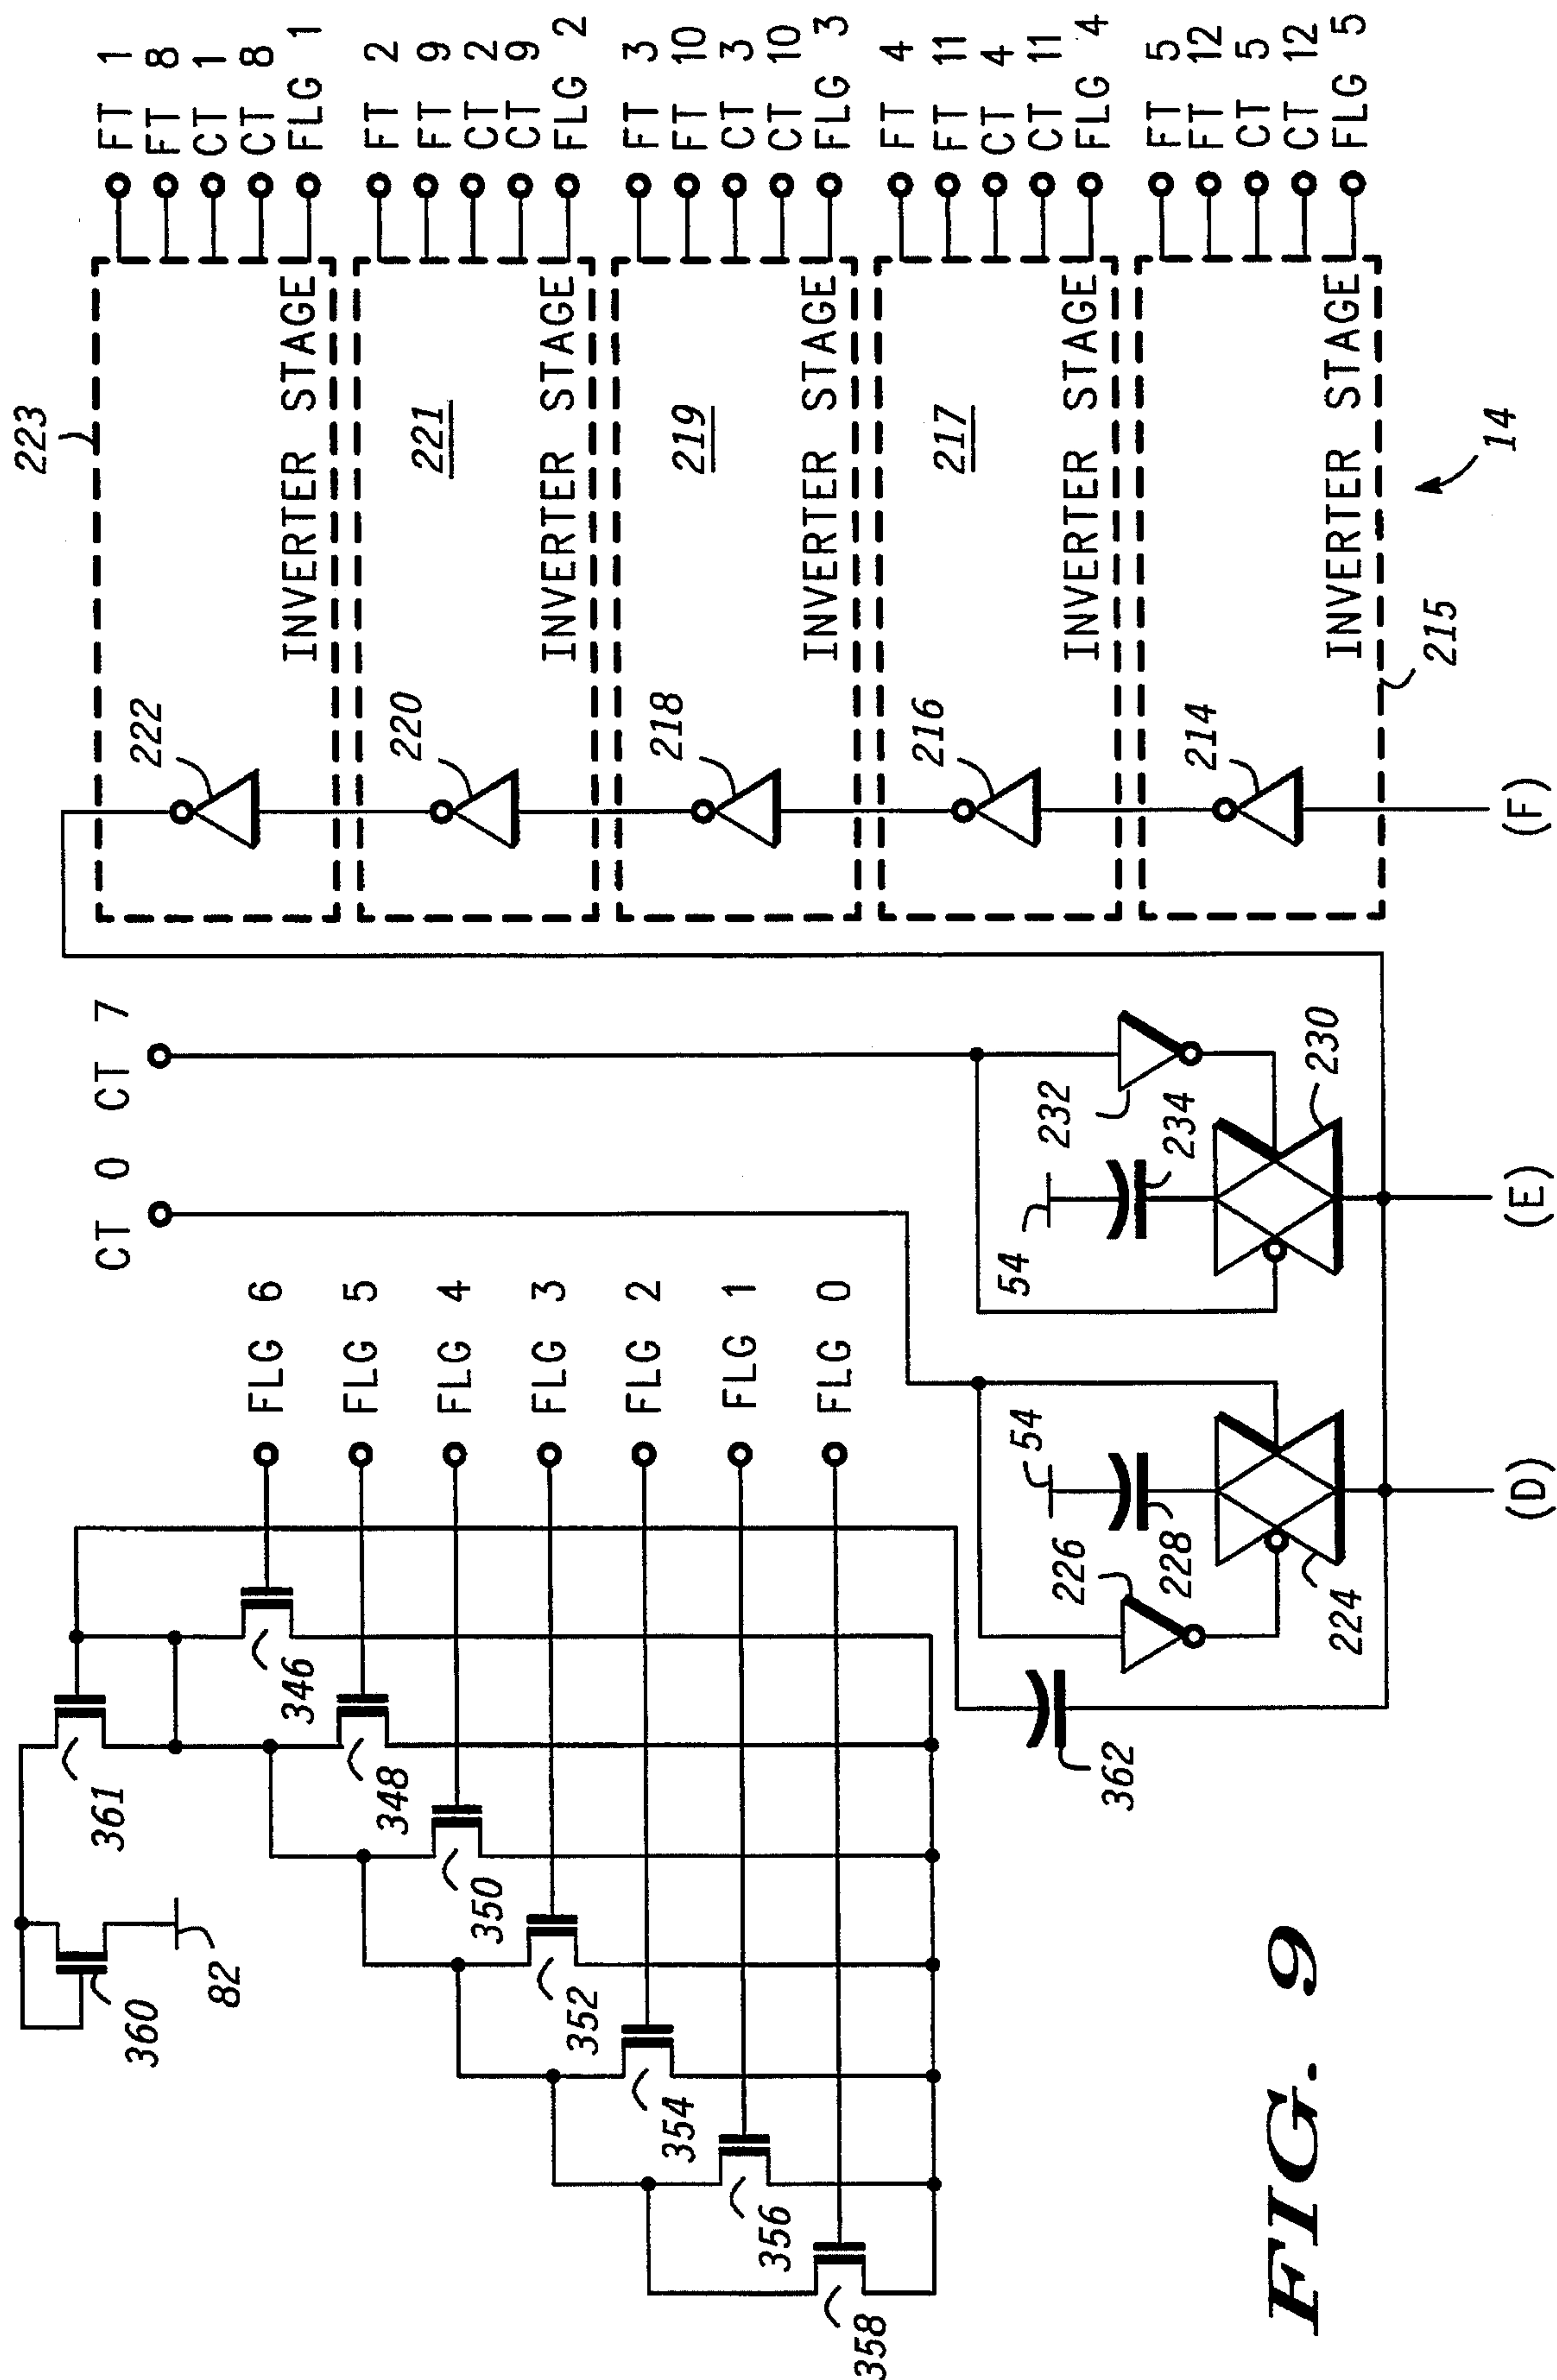 FT 1
FT 8
CT 1
CT 8
FLG 1
FT 2
FT 9
CT 2
CT 9
FLG 2
FT 3
FT 10
CT 3
CT 10
FLG 3
FT 4
FT 11
CT 4
CT 11
FLG 4
FT 5
FT 12
CT 5
CT 12
FLG 5
223
INVERTER STAGE
221
INVERTER STAGE
219
INVERTER STAGE
217
INVERTER STAGE
INVERTER STAGE
215
14
222
220
218
216
214
(F)
CT 7
CT 0
232
234
230
54
(E)
FLG 6
FLG 5
FLG 4
FLG 3
FLG 2
FLG 1
FLG 0
54
226
228
224
(D)
346
361
348
362
350
360
82
352
354
356
358
FIG. 9